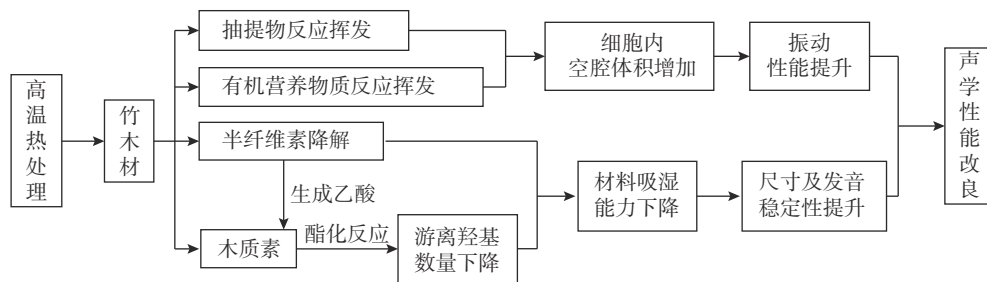 高温热处理
竹木材
抽提物反应挥发
有机营养物质反应挥发
半纤维素降解
生成乙酸
木质素
酯化反应
游离羟基
数量下降
细胞内
空腔体积增加
材料吸湿
能力下降
振动
性能提升
尺寸及发音
稳定性提升
声学性能改良